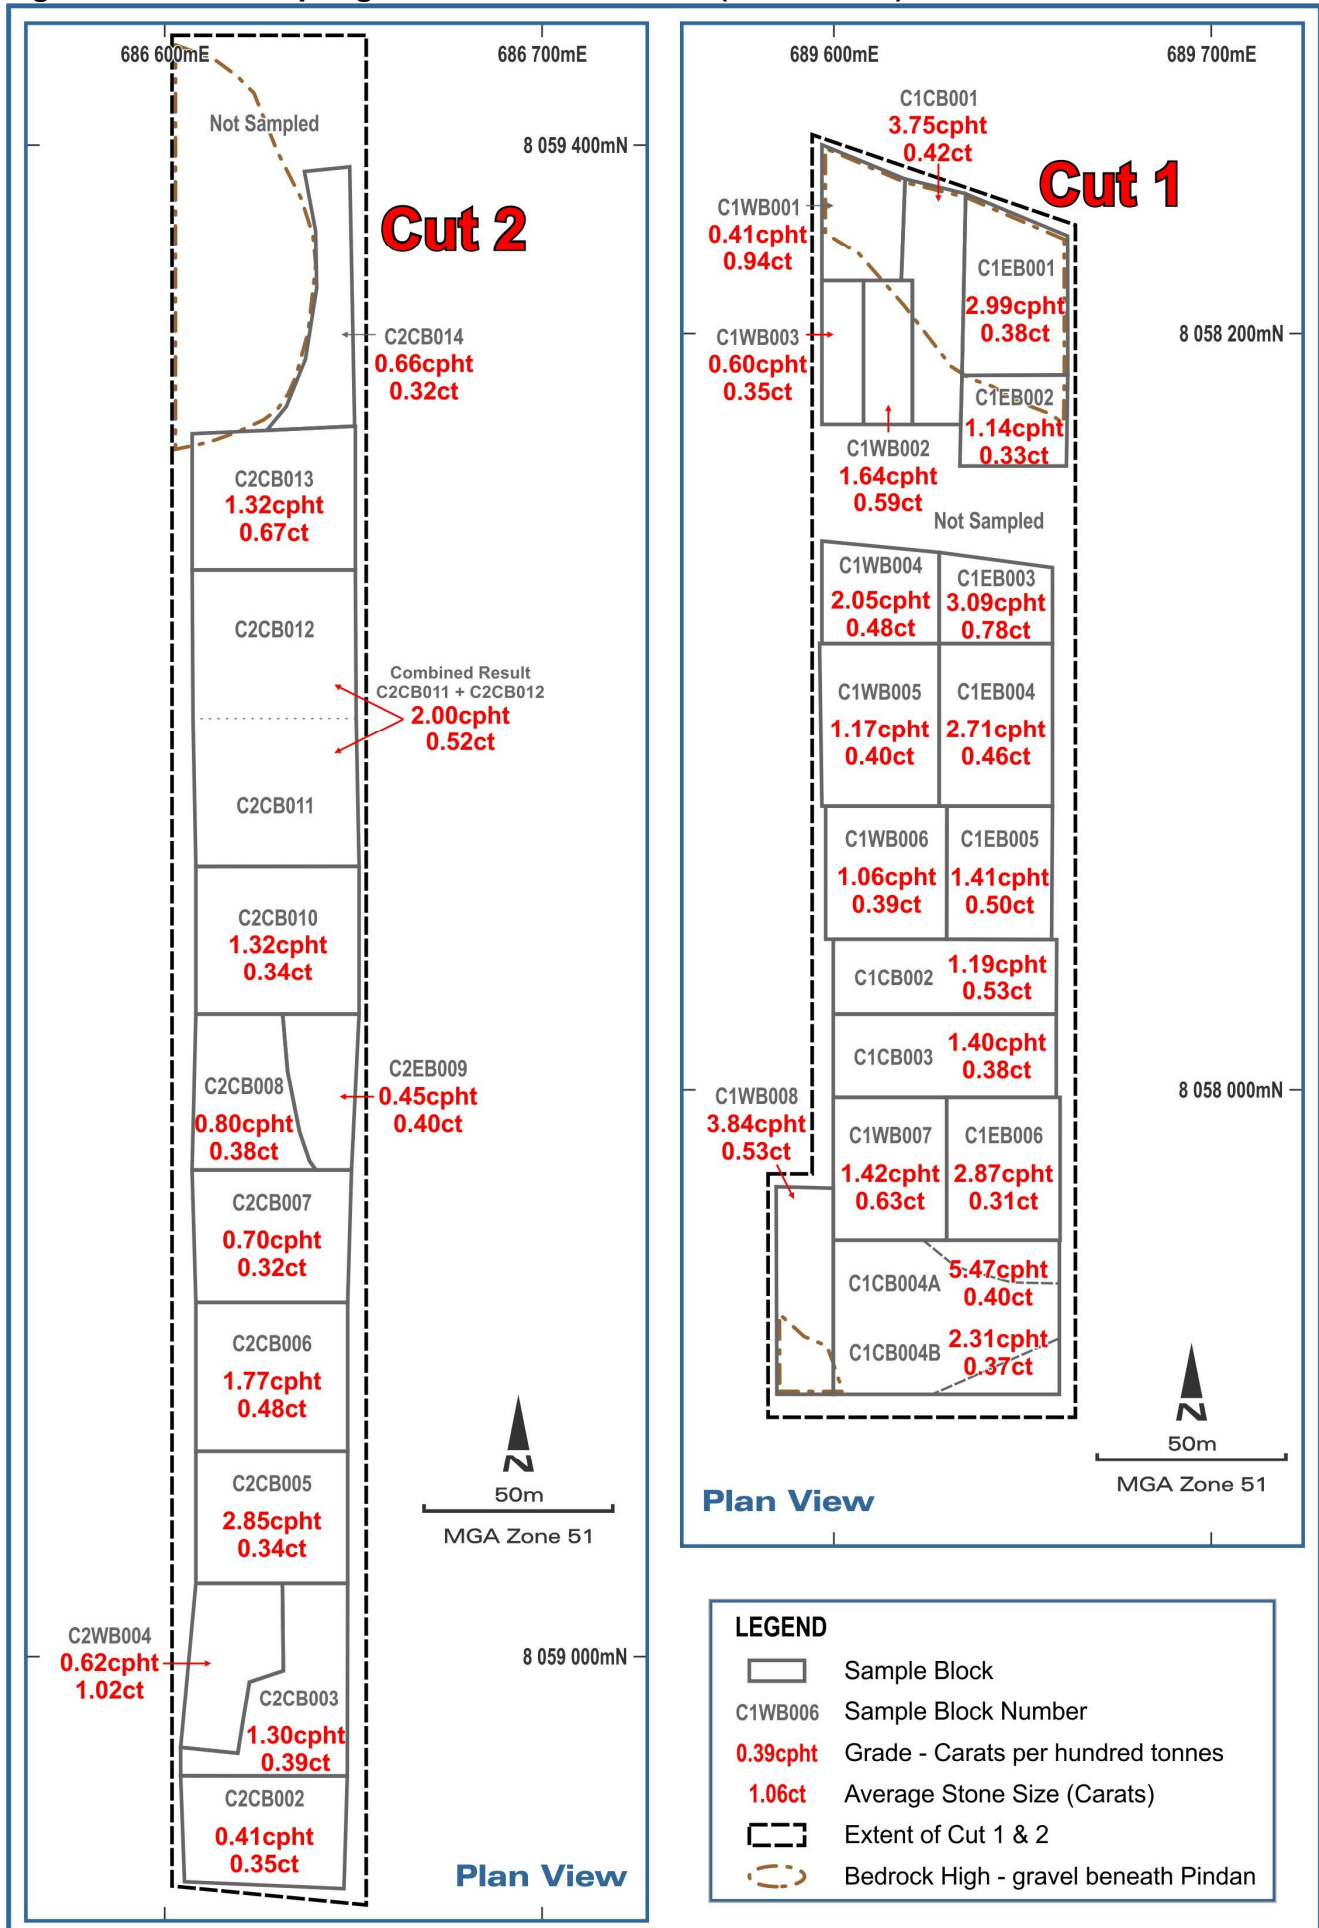 686 600mE
686 700mE
Not Sampled
8 059 400mN
Cut 2
C2CB014
0.66cpht
0.32ct
C2CB013
1.32cpht
0.67ct
C2CB012
Combined Result
C2CB011 + C2CB012
2.00cpht
0.52ct
C2CB011
C2CB010
1.32cpht
0.34ct
C2CB008
0.80cpht
0.38ct
C2EB009
0.45cpht
0.40ct
C2CB007
0.70cpht
0.32ct
C2CB006
1.77cpht
0.48ct
C2CB005
2.85cpht
0.34ct
N
50m
MGA Zone 51
C2WB004
0.62cpht
1.02ct
8 059 000mN
C2CB003
1.30cpht
0.39ct
C2CB002
0.41cpht
0.35ct
Plan View
689 600mE
689 700mE
C1CB001
3.75cpht
0.42ct
Cut 1
C1WB001
0.41cpht
0.94ct
C1EB001
2.99cpht
0.38ct
8 058 200mN
C1WB003
0.60cpht
0.35ct
C1EB002
1.14cpht
0.33ct
C1WB002
1.64cpht
0.59ct
Not Sampled
C1WB004
2.05cpht
0.48ct
C1EB003
3.09cpht
0.78ct
C1WB005
1.17cpht
0.40ct
C1EB004
2.71cpht
0.46ct
C1WB006
1.06cpht
0.39ct
C1EB005
1.41cpht
0.50ct
C1CB002
1.19cpht
0.53ct
C1CB003
1.40cpht
0.38ct
8 058 000mN
C1WB008
3.84cpht
0.53ct
C1WB007
1.42cpht
0.63ct
C1EB006
2.87cpht
0.31ct
C1CB004A
5.47cpht
0.40ct
C1CB004B
2.31cpht
0.37ct
N
50m
MGA Zone 51
Plan View
LEGEND
Sample Block
C1WB006 Sample Block Number
0.39cpht Grade - Carats per hundred tonnes
1.06ct Average Stone Size (Carats)
Extent of Cut 1 & 2
Bedrock High - gravel beneath Pindan